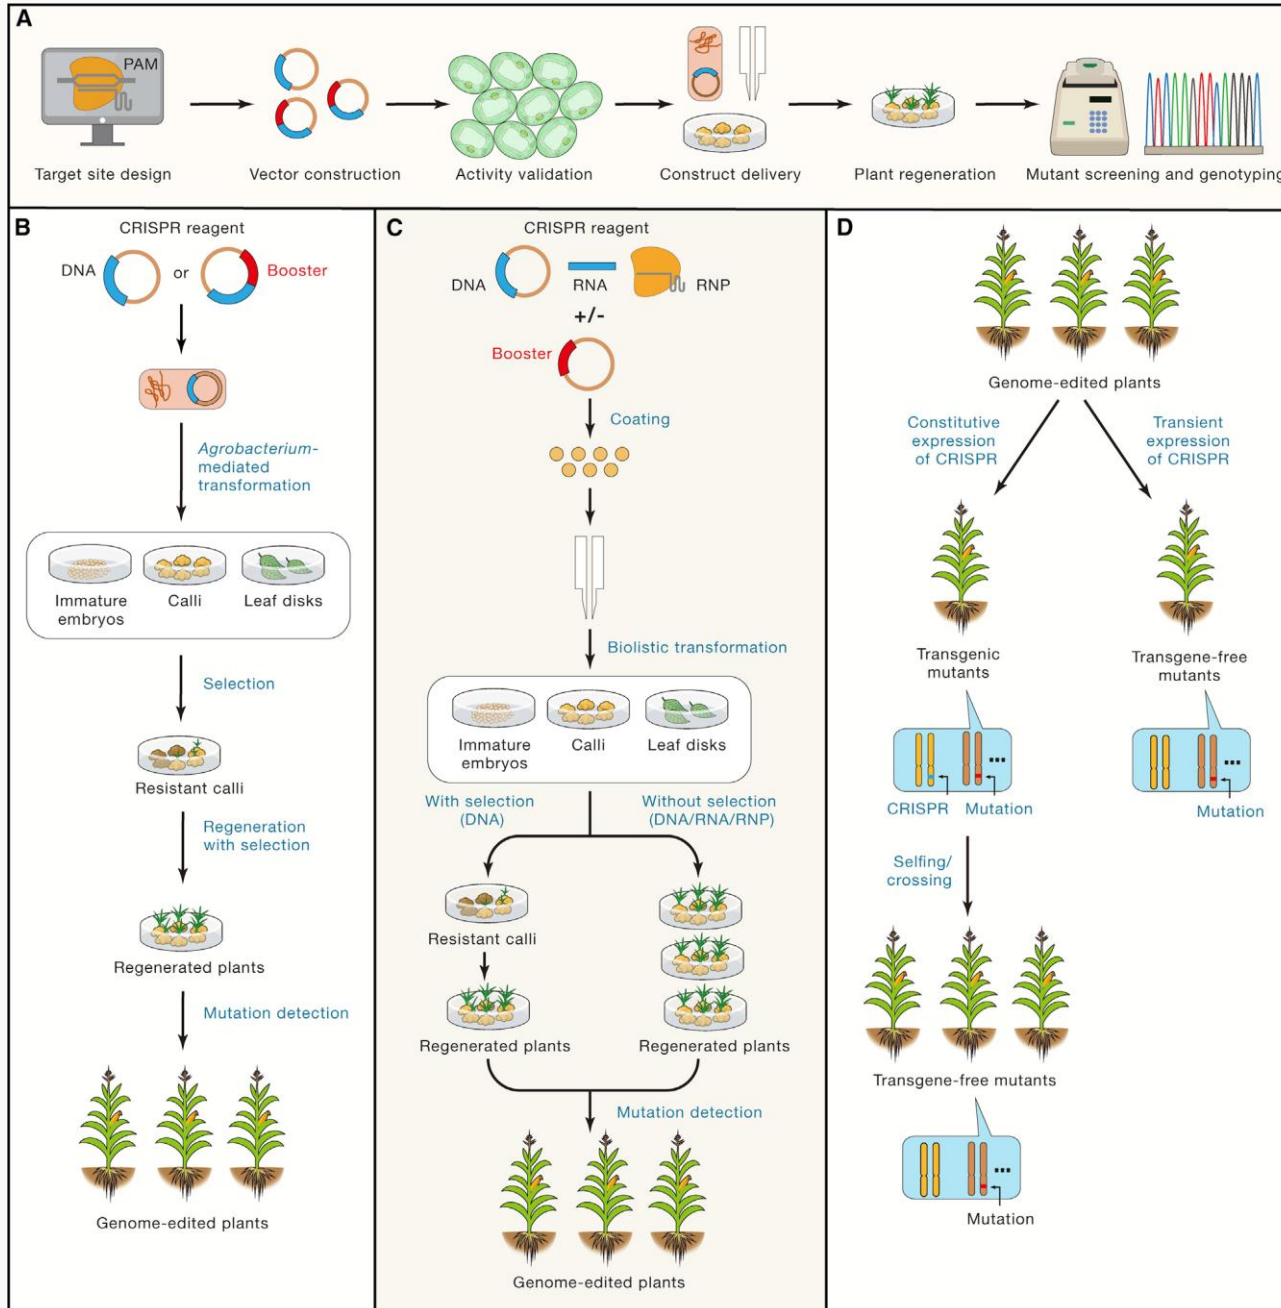 A
PAM
Target site design
Vector construction
Activity validation
Construct delivery
Plant regeneration
Mutant screening and genotyping
B
CRISPR reagent
DNA
or
Booster
Agrobacterium-
mediated
transformation
Immature
embryos
Calli
Leaf disks
Selection
Resistant calli
Regeneration
with selection
Regenerated plants
Mutation detection
Genome-edited plants
C
CRISPR reagent
DNA
RNA
RNP
+/-
Booster
Coating
Biolistic transformation
Immature
embryos
Calli
Leaf disks
With selection
(DNA)
Without selection
(DNA/RNA/RNP)
Resistant calli
Regenerated plants
Regenerated plants
Mutation detection
Genome-edited plants
D
Genome-edited plants
Constitutive
expression
of CRISPR
Transient
expression
of CRISPR
Transgenic
mutants
Transgene-free
mutants
CRISPR
Mutation
Mutation
Selfing/
crossing
Transgene-free mutants
Mutation